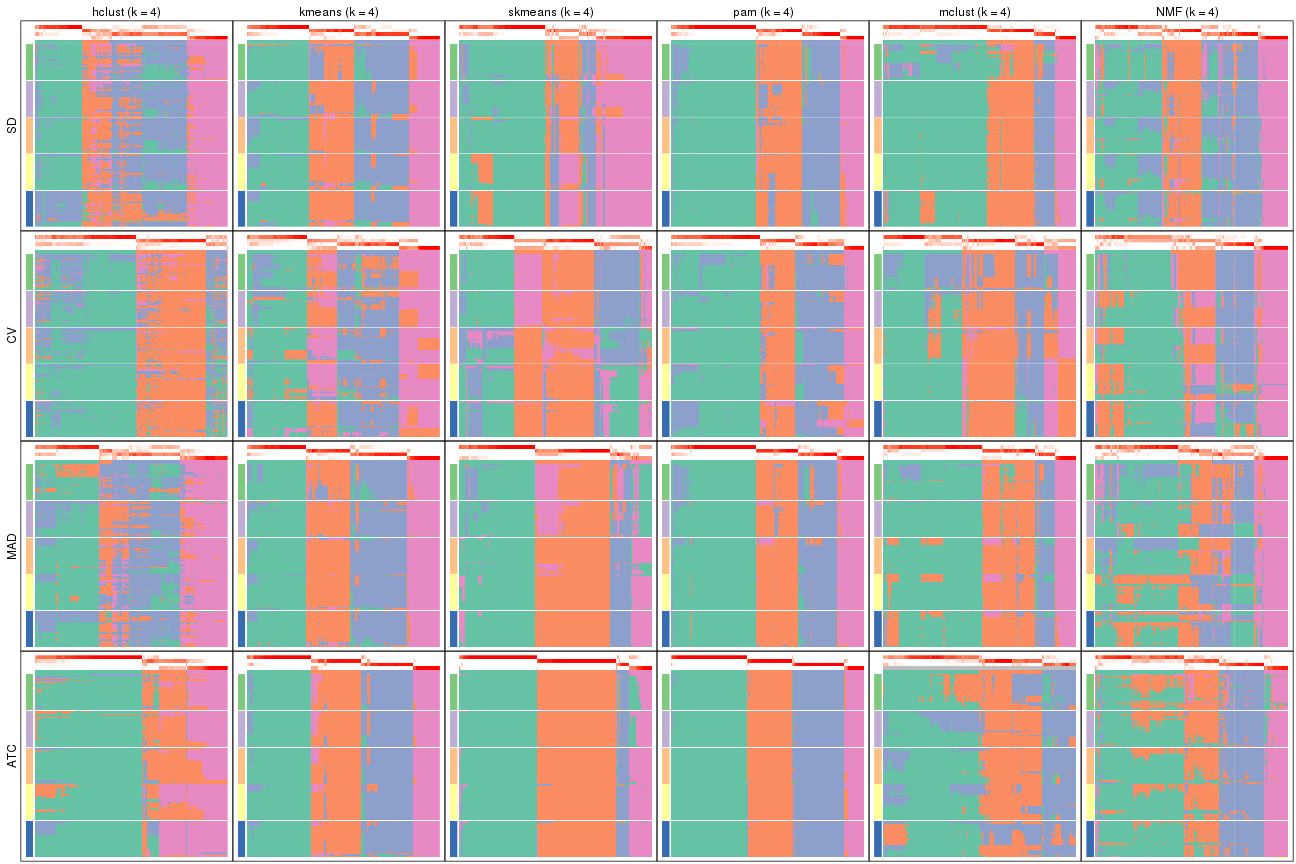 hclust (k = 4) kmeans (k = 4) skmeans (k = 4) pam (k = 4) mclust (k = 4) NMF (k = 4)
SD
CV
MAD
ATC